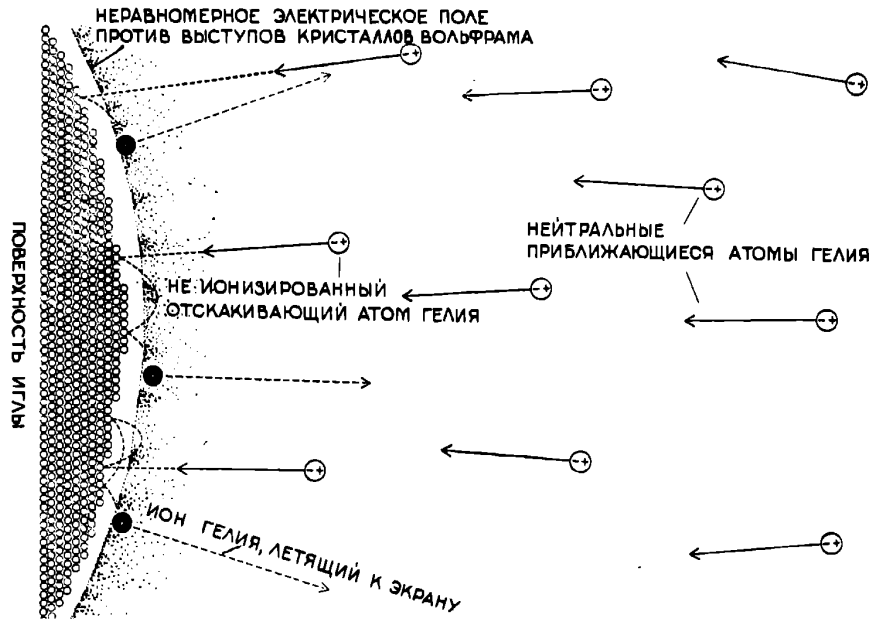 НЕРАВНОМЕРНОЕ ЭЛЕКТРИЧЕСКОЕ ПОЛЕ
ПРОТИВ ВЫСТУПОВ КРИСТАЛЛОВ ВОЛЬФРАМА
НЕЙТРАЛЬНЫЕ
ПРИБЛИЖАЮЩИЕСЯ АТОМЫ ГЕЛИЯ
ПОВЕРХНОСТЬ ИГЛЫ
НЕ ИОНИЗИРОВАННЫЙ
ОТСКАКИВАЮЩИЙ АТОМ ГЕЛИЯ
ИОН ГЕЛИЯ, ЛЕТЯЩИЙ К ЭКРАНУ